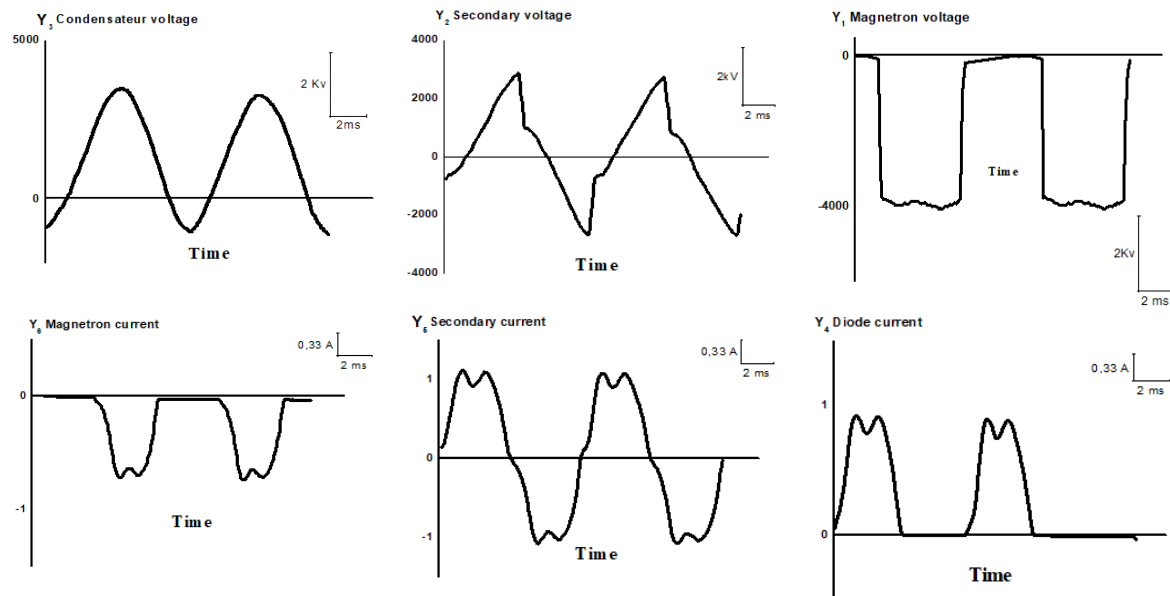 Y3 Condensateur voltage
5000
0
2 Kv
2ms
Time
Y2 Secondary voltage
4000
2000
0
-2000
-4000
2kV
2 ms
Time
Y1 Magnetron voltage
0
-4000
Time
2Kv
2 ms
Y6 Magnetron current
0
-1
0,33 A
2 ms
Time
Y5 Secondary current
1
0
-1
0,33 A
2 ms
Time
Y4 Diode current
1
0
0,33 A
2 ms
Time